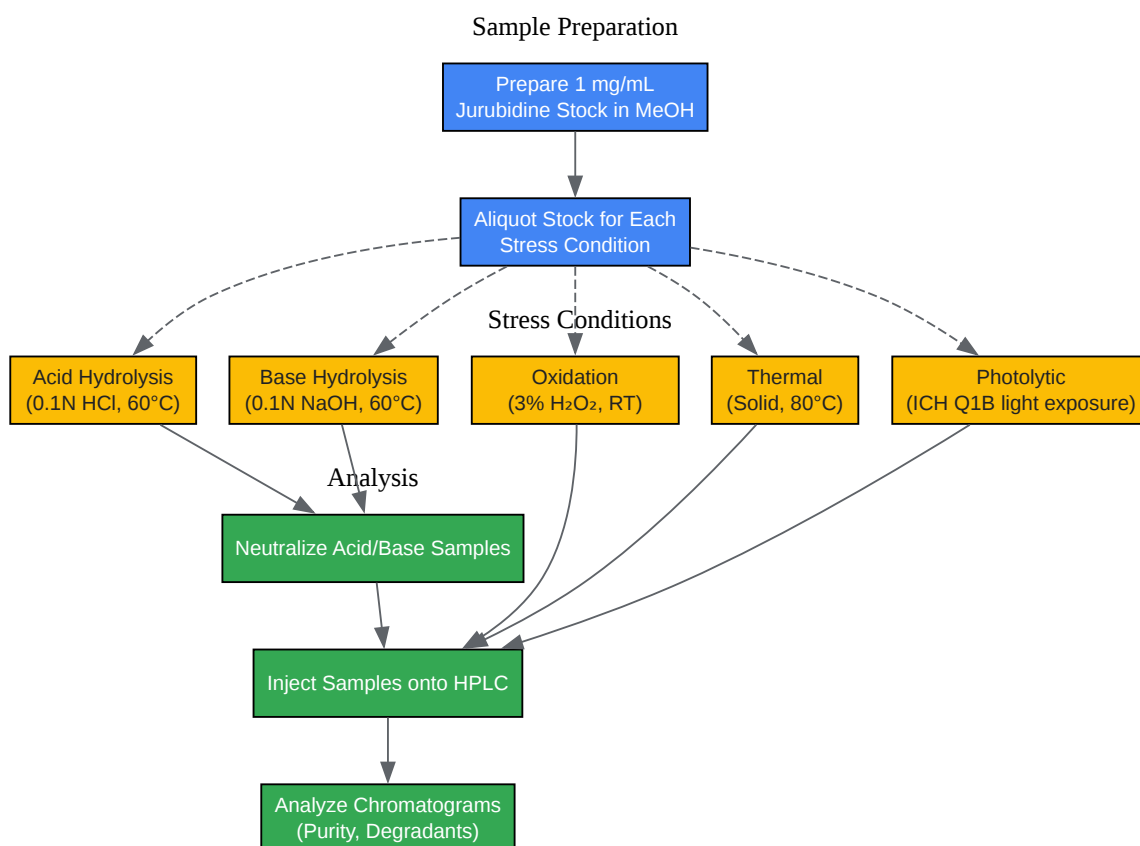 Sample Preparation
Prepare 1 mg/mL
Jurubidine Stock in MeOH
Aliquot Stock for Each
Stress Condition
Stress Conditions
Acid Hydrolysis
(0.1N HCl, 60°C)
Base Hydrolysis
(0.1N NaOH, 60°C)
Oxidation
(3% H₂O₂, RT)
Thermal
(Solid, 80°C)
Photolytic
(ICH Q1B light exposure)
Analysis
Neutralize Acid/Base Samples
Inject Samples onto HPLC
Analyze Chromatograms
(Purity, Degradants)